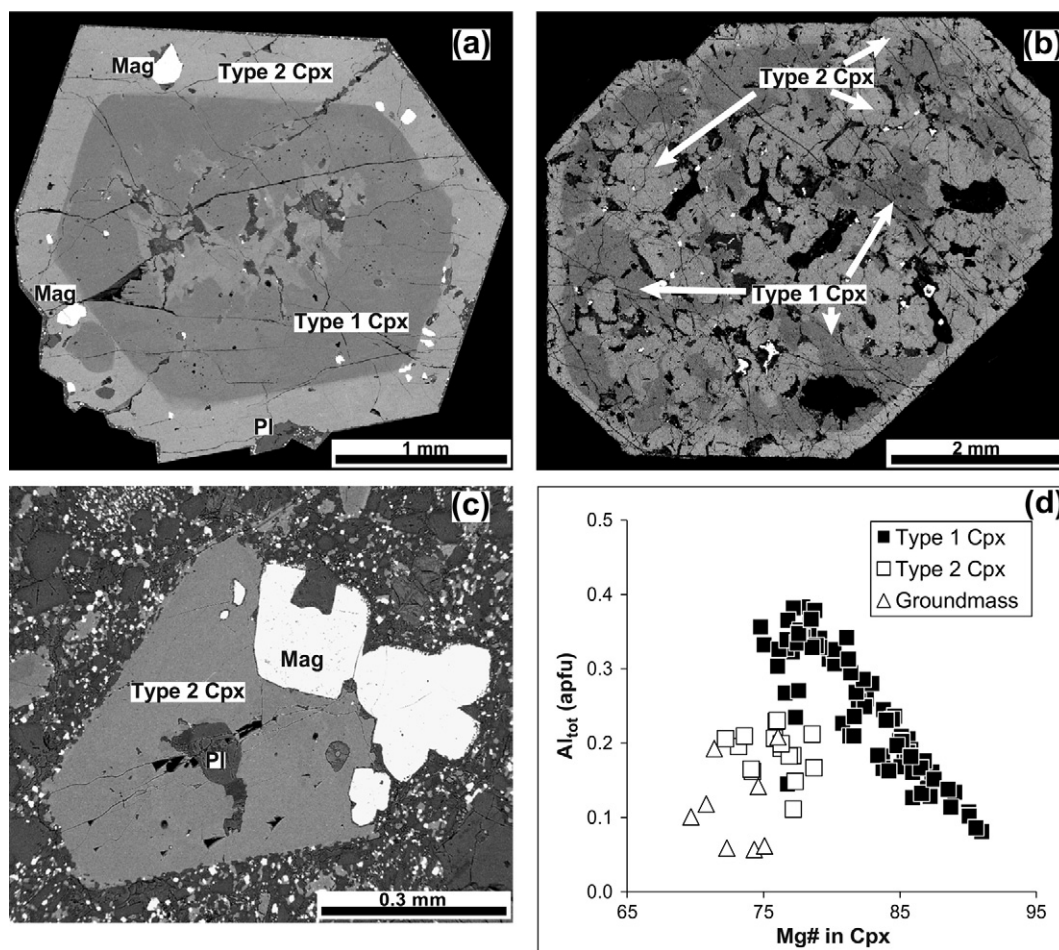 (a)
Mag
Type 2 Cpx
Mag
Type 1 Cpx
Pl
1 mm
(b)
Type 2 Cpx
Type 1 Cpx
2 mm
(c)
Mag
Type 2 Cpx
Pl
0.3 mm
(d)
0.5
0.4
0.3
0.2
0.1
0.0
Al_tot (apfu)
Type 1 Cpx
Type 2 Cpx
Groundmass
65 75 85 95
Mg# in Cpx